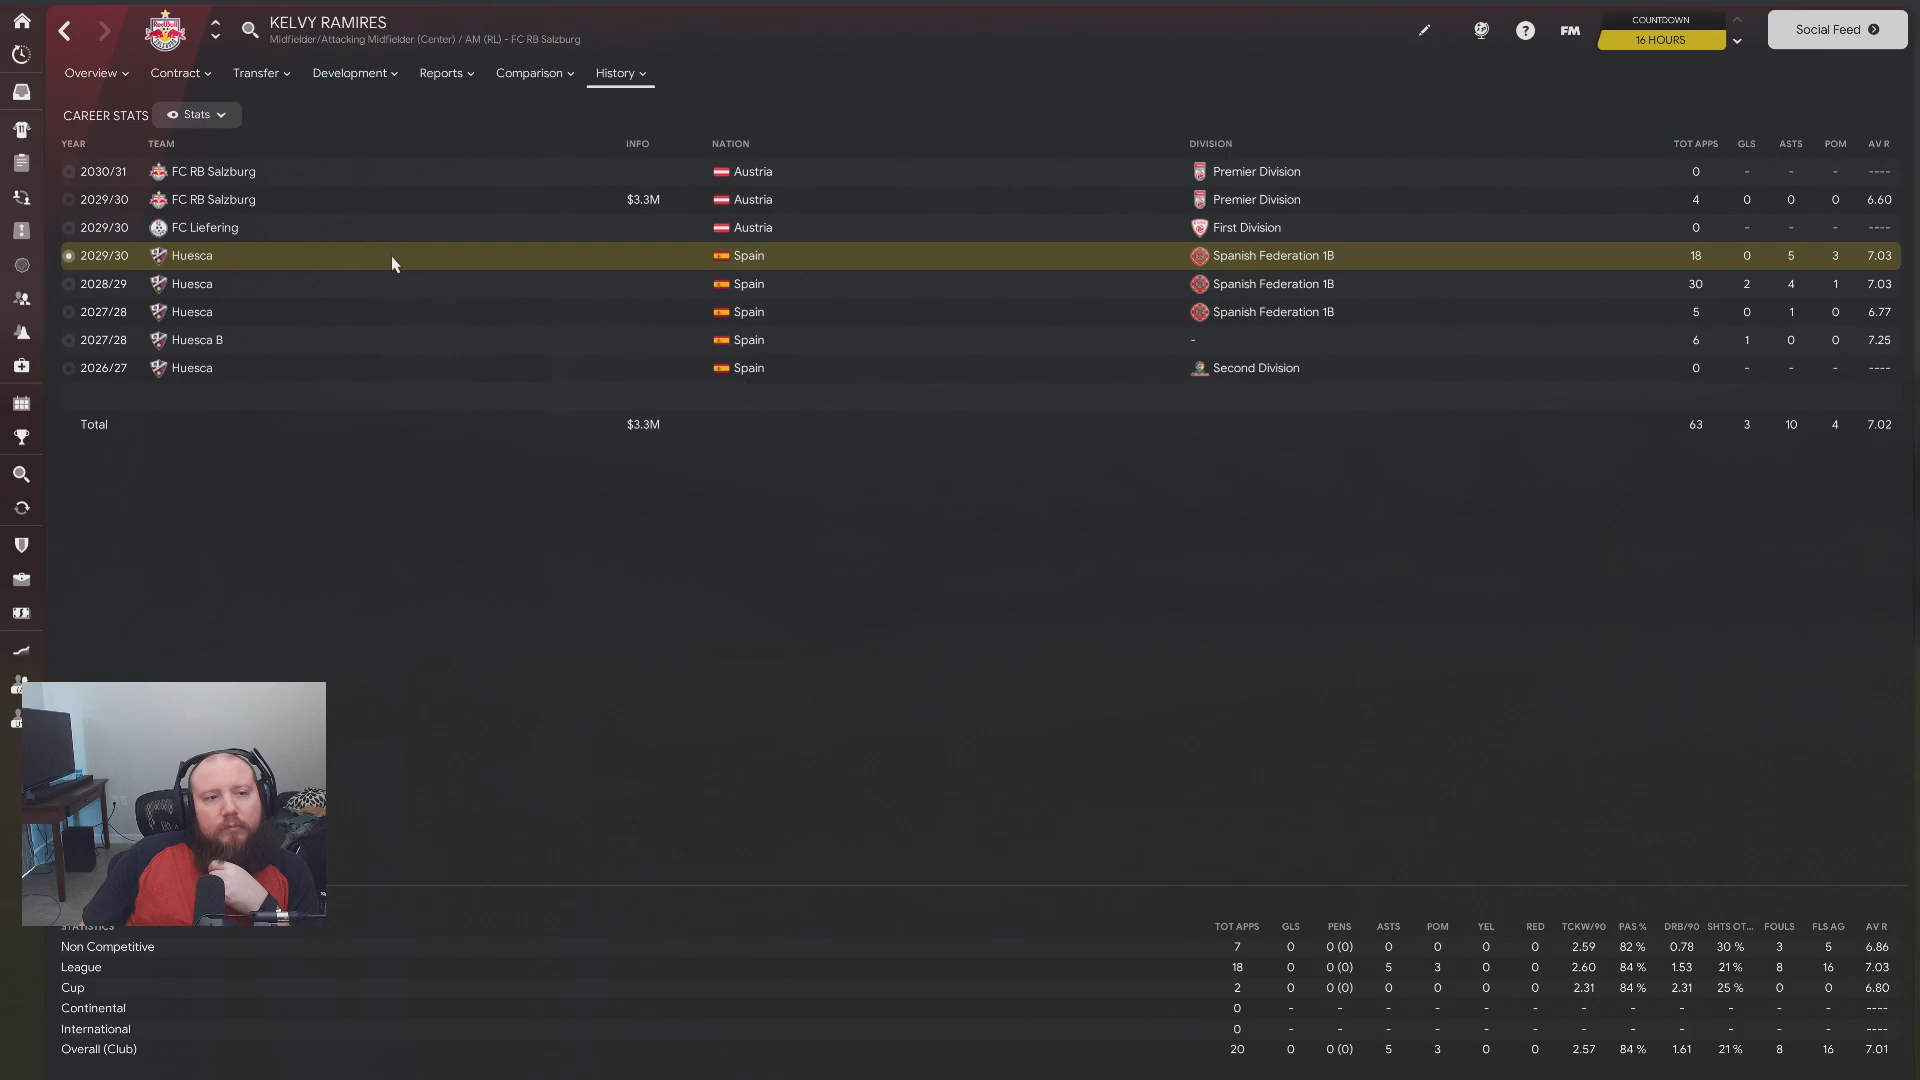 KELVY RAMIRES
Midfielder/Attacking Midfielder (Center) / AM (RL) - FC RB Salzburg
FM
COUNTDOWN
16 HOURS
Social Feed
Overview Contract Transfer Development Reports Comparison History
CAREER STATS Stats
YEAR TEAM INFO NATION DIVISION TOT APPS GLS ASTS POM AV R
2030/31 FC RB Salzburg Austria Premier Division 0 - - - ----
2029/30 FC RB Salzburg $3.3M Austria Premier Division 4 0 0 0 6.60
2029/30 FC Liefering Austria First Division 0 - - - ----
2029/30 Huesca Spain Spanish Federation 1B 18 0 5 3 7.03
2028/29 Huesca Spain Spanish Federation 1B 30 2 4 1 7.03
2027/28 Huesca Spain Spanish Federation 1B 5 0 1 0 6.77
2027/28 Huesca B Spain - 6 1 0 0 7.25
2026/27 Huesca Spain Second Division 0 - - - ----
Total $3.3M 63 3 10 4 7.02
STATISTICS TOT APPS GLS PENS ASTS POM YEL RED TCKW/90 PAS % DRB/90 SHTS OT... FOULS FLS AG AV R
Non Competitive 7 0 0 (0) 0 0 0 0 2.59 82 % 0.78 30 % 3 5 6.86
League 18 0 0 (0) 5 3 0 0 2.60 84 % 1.53 21 % 8 16 7.03
Cup 2 0 0 (0) 0 0 0 0 2.31 84 % 2.31 25 % 0 0 6.80
Continental 0 - - - - - - - - - - - - ----
International 0 - - - - - - - - - - - - ----
Overall (Club) 20 0 0 (0) 5 3 0 0 2.57 84 % 1.61 21 % 8 16 7.01